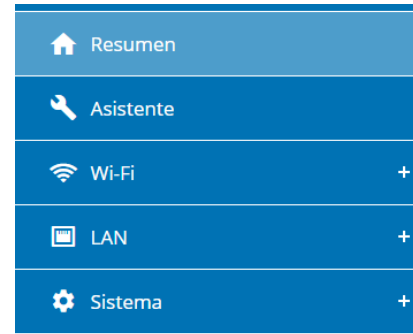 Resumen
Asistente
Wi-Fi +
LAN +
Sistema +